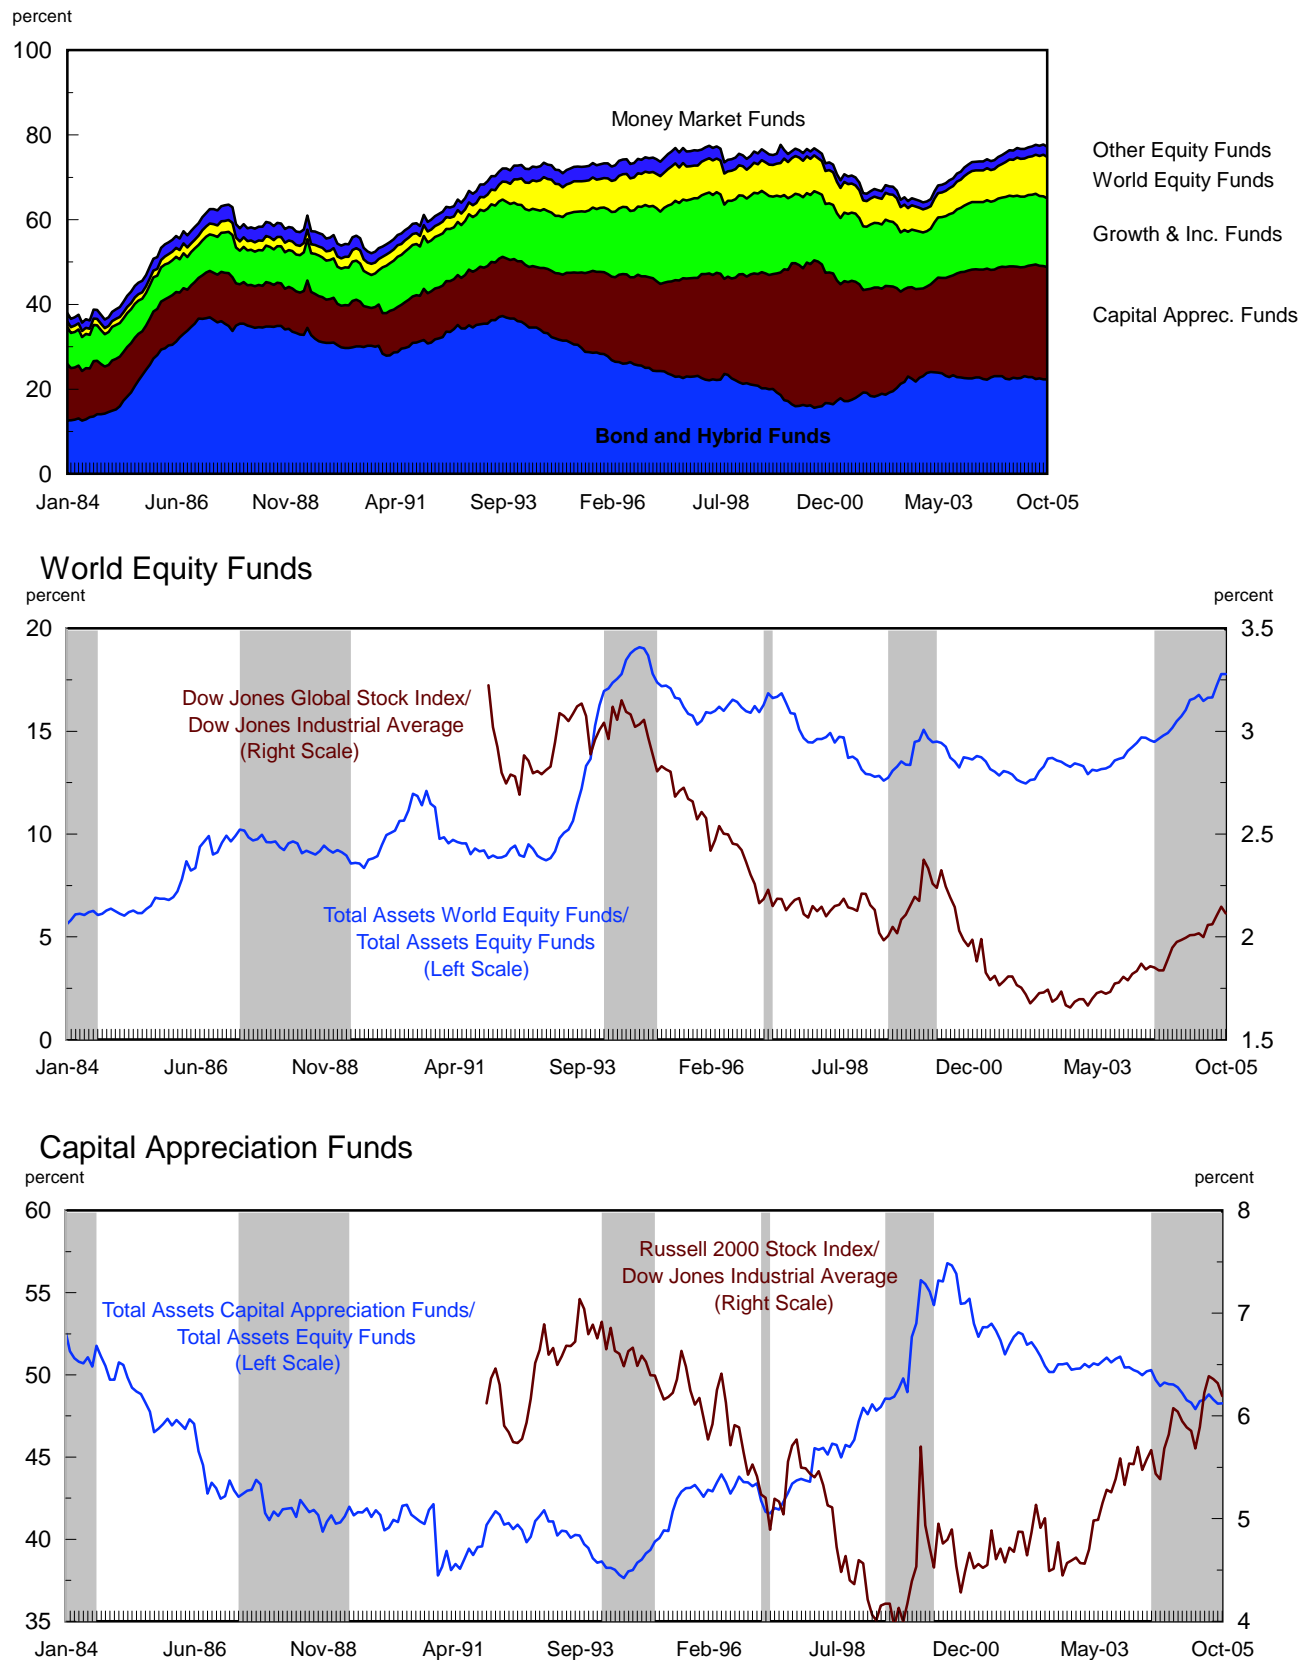 percent
100
80
60
40
20
0
Money Market Funds
Bond and Hybrid Funds
Other Equity Funds
World Equity Funds
Growth & Inc. Funds
Capital Apprec. Funds
Jan-84 Jun-86 Nov-88 Apr-91 Sep-93 Feb-96 Jul-98 Dec-00 May-03 Oct-05
World Equity Funds
percent percent
20
15
10
5
0
3.5
3
2.5
2
1.5
Dow Jones Global Stock Index/
Dow Jones Industrial Average
(Right Scale)
Total Assets World Equity Funds/
Total Assets Equity Funds
(Left Scale)
Jan-84 Jun-86 Nov-88 Apr-91 Sep-93 Feb-96 Jul-98 Dec-00 May-03 Oct-05
Capital Appreciation Funds
percent percent
60
55
50
45
40
35
8
7
6
5
4
Russell 2000 Stock Index/
Dow Jones Industrial Average
(Right Scale)
Total Assets Capital Appreciation Funds/
Total Assets Equity Funds
(Left Scale)
Jan-84 Jun-86 Nov-88 Apr-91 Sep-93 Feb-96 Jul-98 Dec-00 May-03 Oct-05